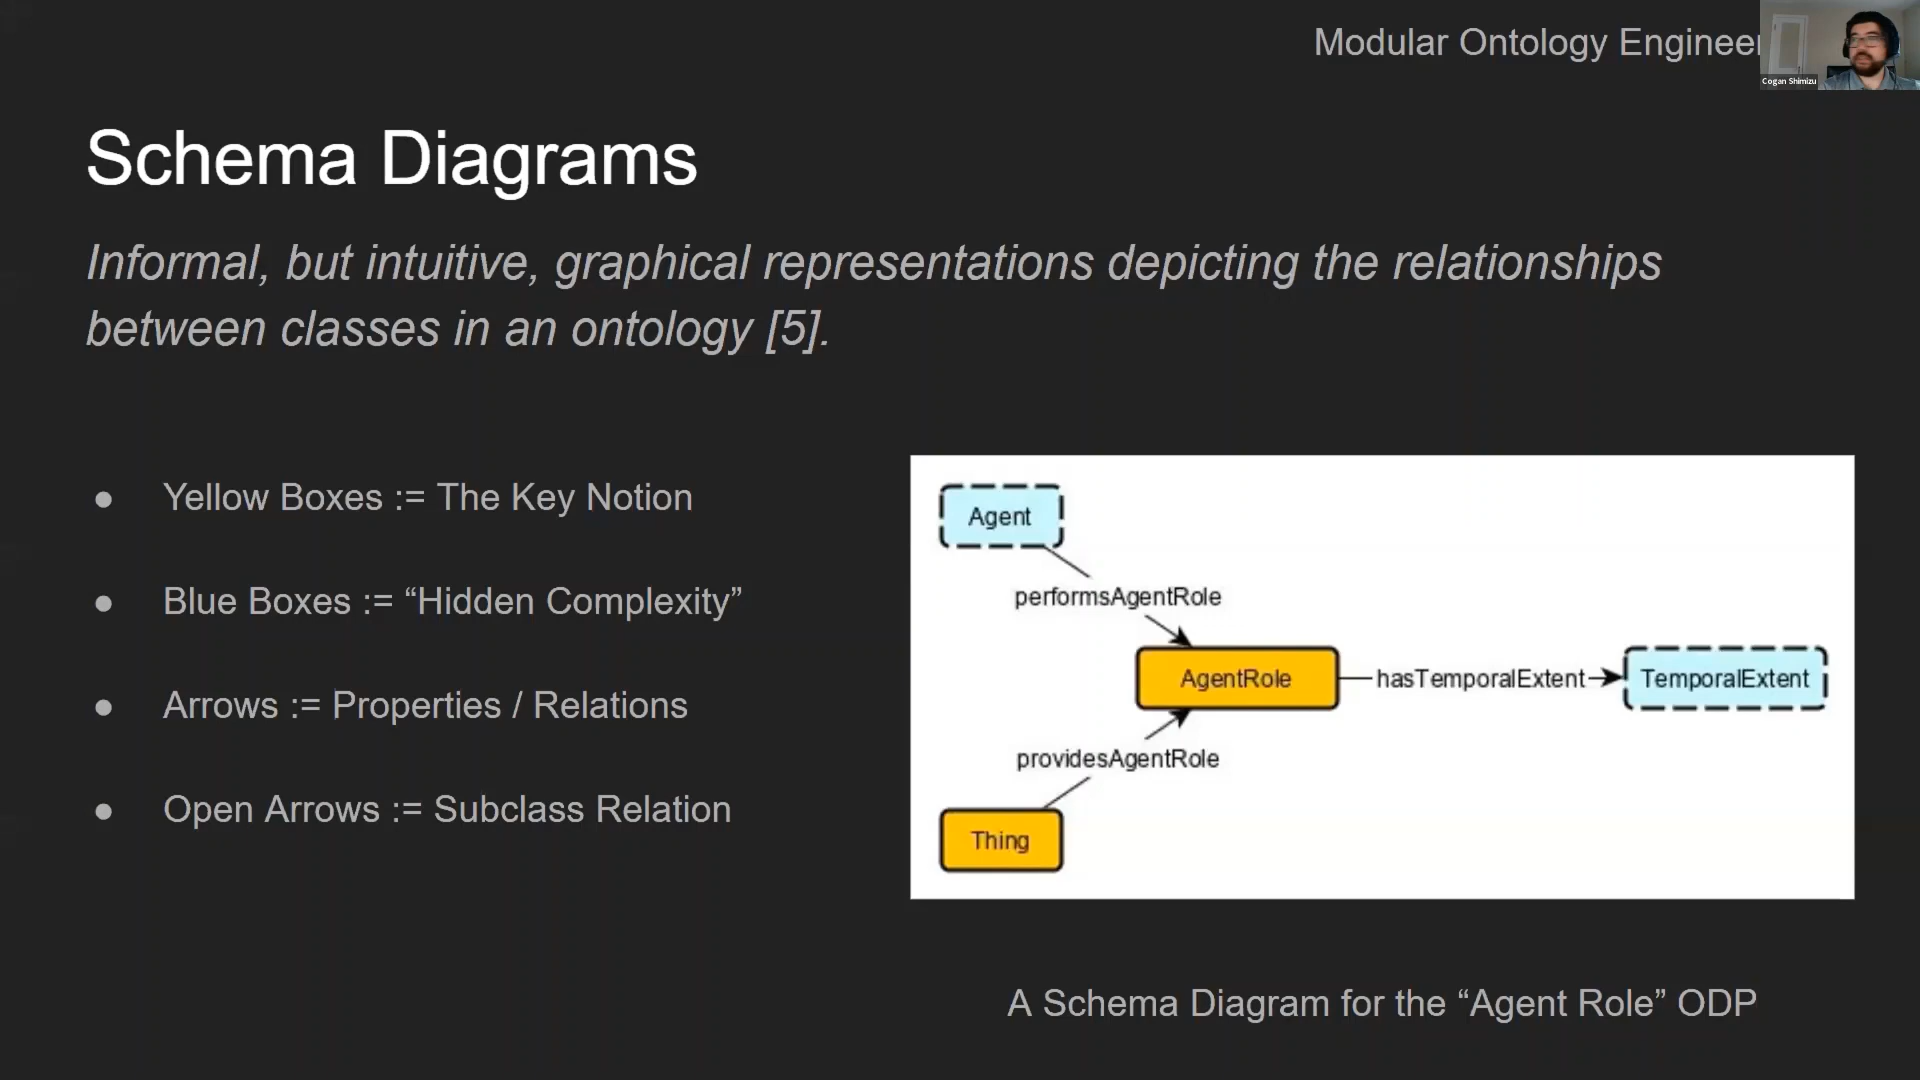 Modular Ontology Engineer
Cogan Shimizu
Schema Diagrams
Informal, but intuitive, graphical representations depicting the relationships
between classes in an ontology [5].
● Yellow Boxes := The Key Notion
● Blue Boxes := “Hidden Complexity”
● Arrows := Properties / Relations
● Open Arrows := Subclass Relation
Agent
performsAgentRole
AgentRole
hasTemporalExtent
TemporalExtent
providesAgentRole
Thing
A Schema Diagram for the “Agent Role” ODP